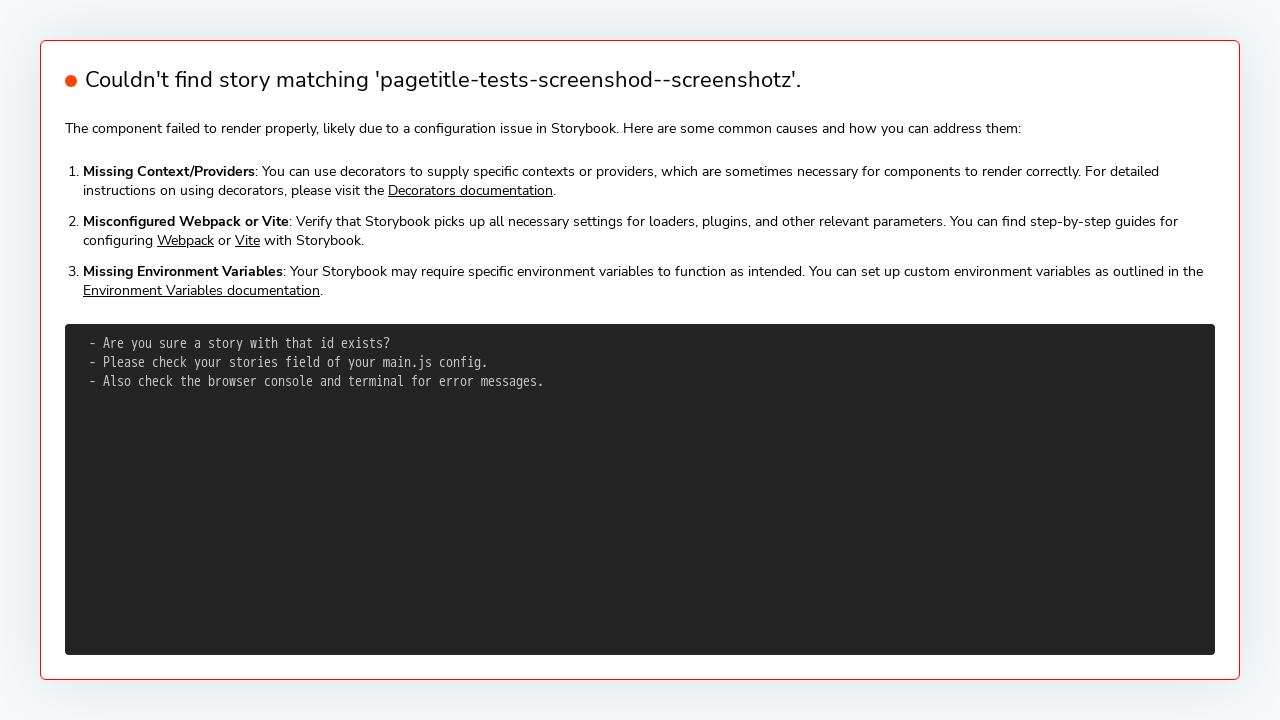 Couldn't find story matching 'pagetitle-tests-screenshod--screenshotz'.
The component failed to render properly, likely due to a configuration issue in Storybook. Here are some common causes and how you can address them:
1. Missing Context/Providers: You can use decorators to supply specific contexts or providers, which are sometimes necessary for components to render correctly. For detailed
instructions on using decorators, please visit the Decorators documentation.
2. Misconfigured Webpack or Vite: Verify that Storybook picks up all necessary settings for loaders, plugins, and other relevant parameters. You can find step-by-step guides for
configuring Webpack or Vite with Storybook.
3. Missing Environment Variables: Your Storybook may require specific environment variables to function as intended. You can set up custom environment variables as outlined in the
Environment Variables documentation.
- Are you sure a story with that id exists?
- Please check your stories field of your main.js config.
- Also check the browser console and terminal for error messages.